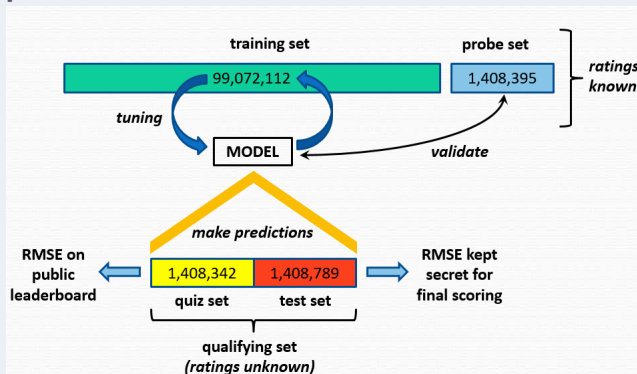 training set
probe set
99,072,112
1,408,395
ratings
known
tuning
MODEL
validate
make predictions
RMSE on
public
leaderboard
1,408,342
1,408,789
RMSE kept
secret for
final scoring
quiz set
test set
qualifying set
(ratings unknown)